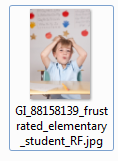 GI_88158139_frust
rated_elementary
_student_RF.jpg